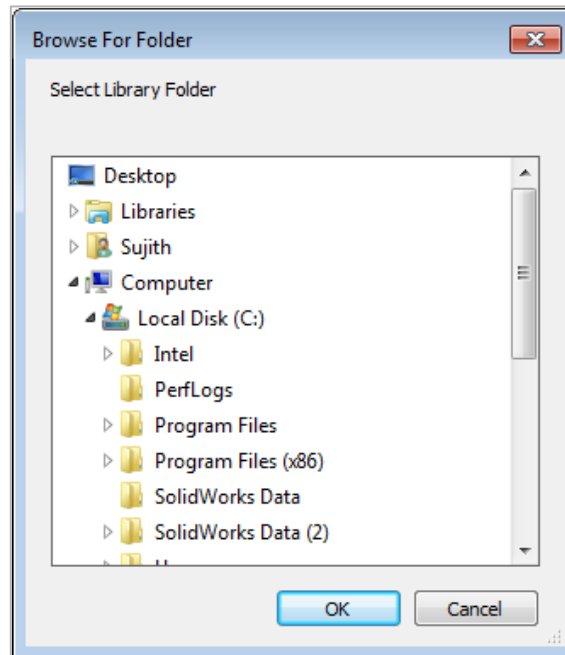 Browse For Folder
Select Library Folder
Desktop
Libraries
Sujith
Computer
Local Disk (C:)
Intel
PerfLogs
Program Files
Program Files (x86)
SolidWorks Data
SolidWorks Data (2)
OK
Cancel